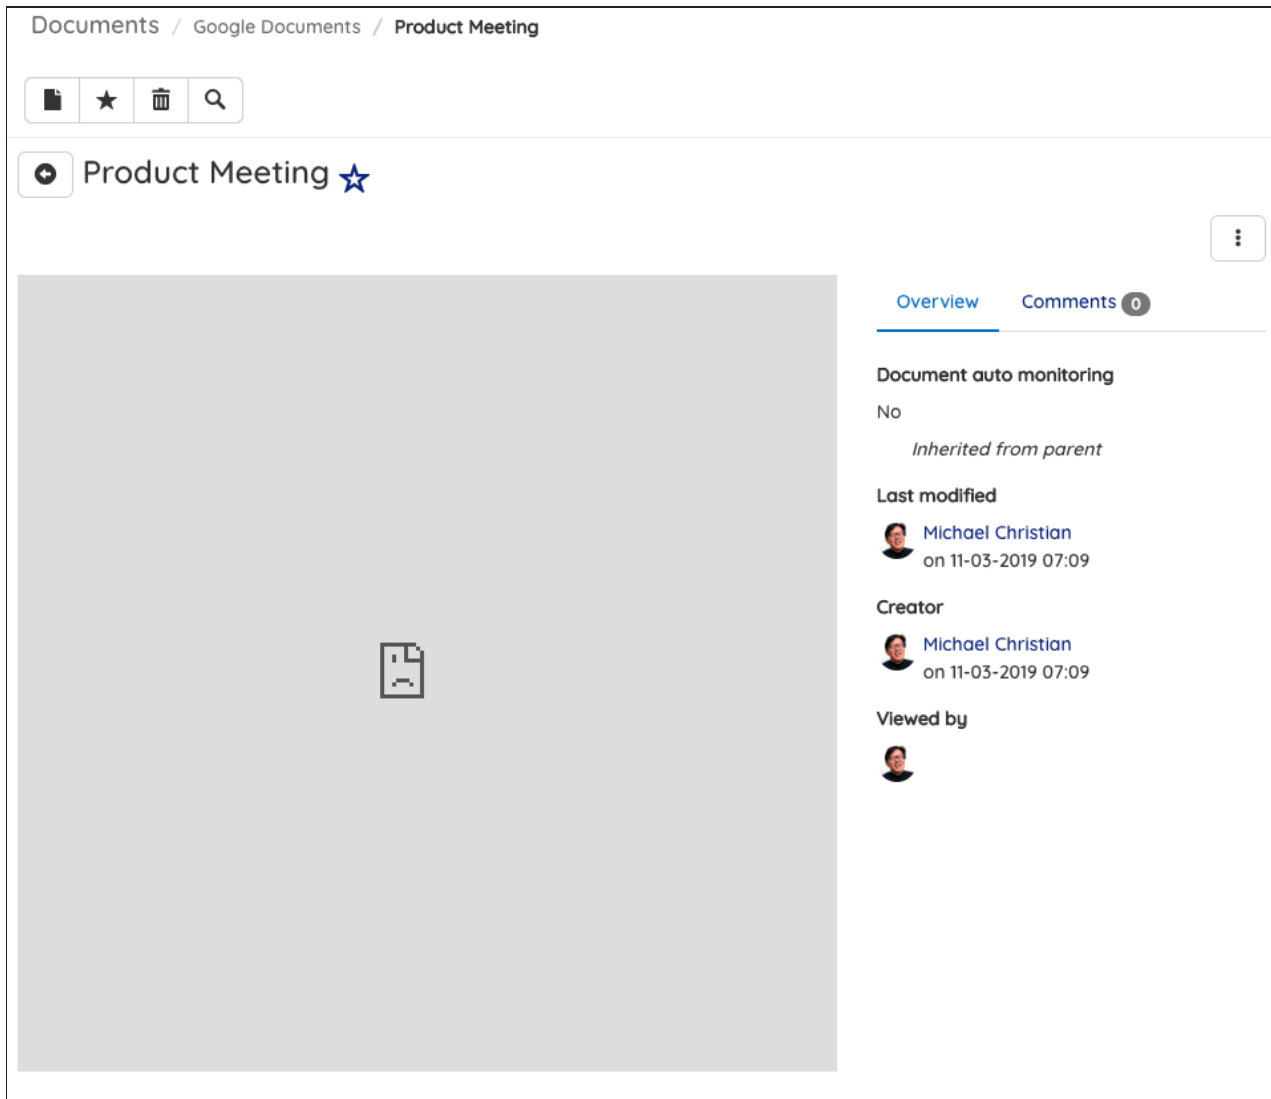 Documents / Google Documents / Product Meeting
Product Meeting
Overview Comments 0
Document auto monitoring
No
Inherited from parent
Last modified
Michael Christian
on 11-03-2019 07:09
Creator
Michael Christian
on 11-03-2019 07:09
Viewed by